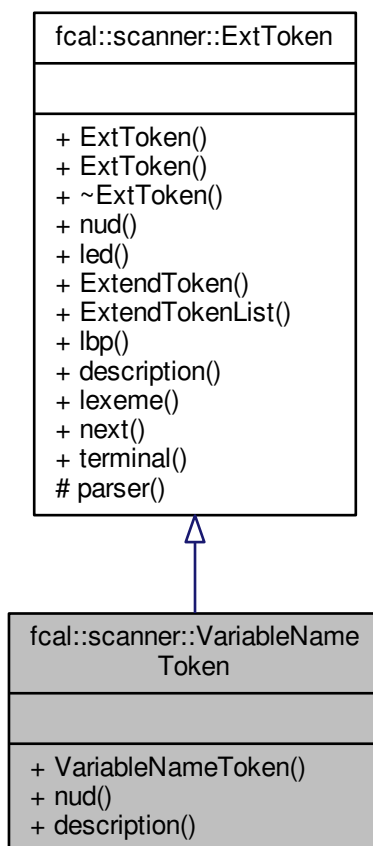 fcal::scanner::ExtToken
+ ExtToken()
+ ExtToken()
+ ~ExtToken()
+ nud()
+ led()
+ ExtendToken()
+ ExtendTokenList()
+ lbp()
+ description()
+ lexeme()
+ next()
+ terminal()
# parser()
fcal::scanner::VariableName
Token
+ VariableNameToken()
+ nud()
+ description()